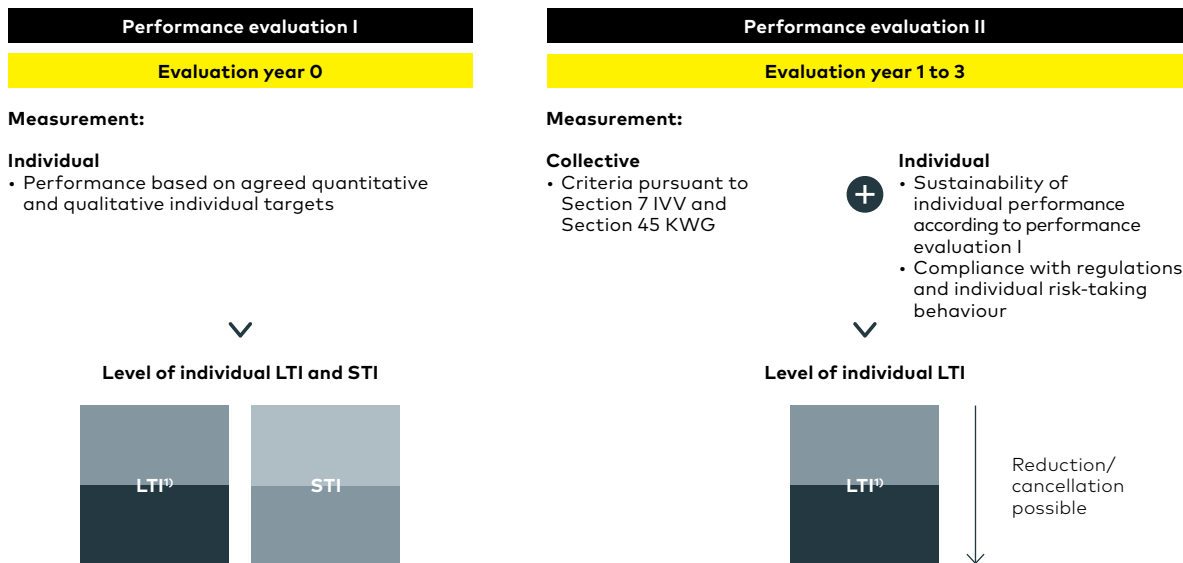 Performance evaluation I
Evaluation year 0
Measurement:
Individual
• Performance based on agreed quantitative
and qualitative individual targets
Level of individual LTI and STI
LTI¹⁾
STI
Performance evaluation II
Evaluation year 1 to 3
Measurement:
Collective
• Criteria pursuant to
Section 7 IVV and
Section 45 KWG
+
Individual
• Sustainability of
individual performance
according to performance
evaluation I
• Compliance with regulations
and individual risk-taking
behaviour
Level of individual LTI
LTI¹⁾
Reduction/
cancellation
possible